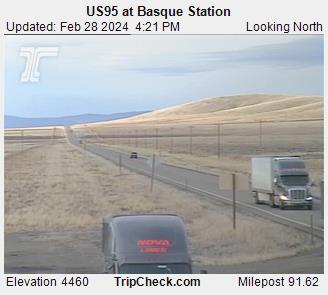 US95 at Basque Station
Updated: Feb 28 2024  4:21 PM Looking North
NOVA
LINES
Elevation 4460 TripCheck.com Milepost 91.62